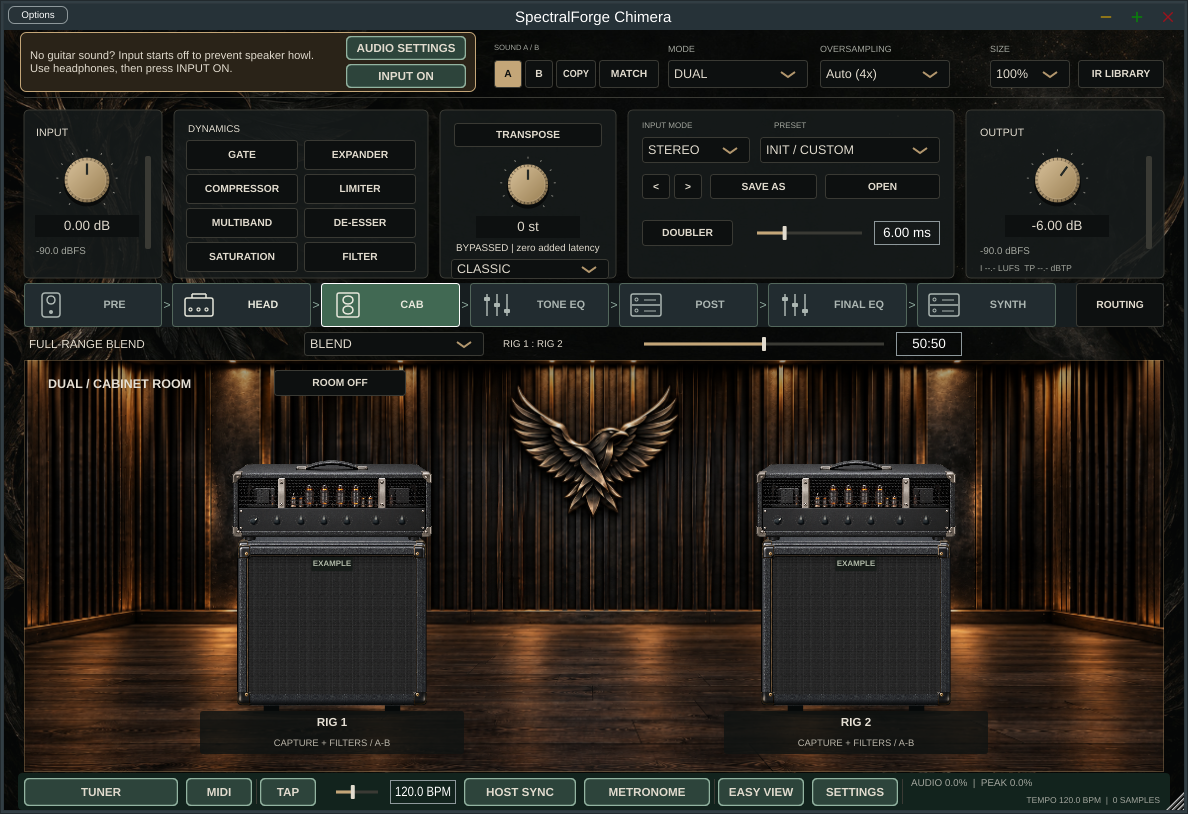 Options
SpectralForge Chimera
No guitar sound? Input starts off to prevent speaker howl.
Use headphones, then press INPUT ON.
AUDIO SETTINGS
INPUT ON
SOUND A / B
A B COPY MATCH
MODE
DUAL
OVERSAMPLING
Auto (4x)
SIZE
100%
IR LIBRARY
INPUT
0.00 dB
-90.0 dBFS
DYNAMICS
GATE EXPANDER
COMPRESSOR LIMITER
MULTIBAND DE-ESSER
SATURATION FILTER
TRANSPOSE
0 st
BYPASSED | zero added latency
CLASSIC
INPUT MODE PRESET
STEREO INIT / CUSTOM
< > SAVE AS OPEN
DOUBLER 6.00 ms
OUTPUT
-6.00 dB
-90.0 dBFS
I --.- LUFS TP --.- dBTP
PRE > HEAD > CAB > TONE EQ > POST > FINAL EQ > SYNTH ROUTING
FULL-RANGE BLEND BLEND RIG 1 : RIG 2 50:50
DUAL / CABINET ROOM ROOM OFF
EXAMPLE EXAMPLE
RIG 1
CAPTURE + FILTERS / A-B
RIG 2
CAPTURE + FILTERS / A-B
TUNER MIDI TAP 120.0 BPM HOST SYNC METRONOME EASY VIEW SETTINGS
AUDIO 0.0% | PEAK 0.0%
TEMPO 120.0 BPM | 0 SAMPLES